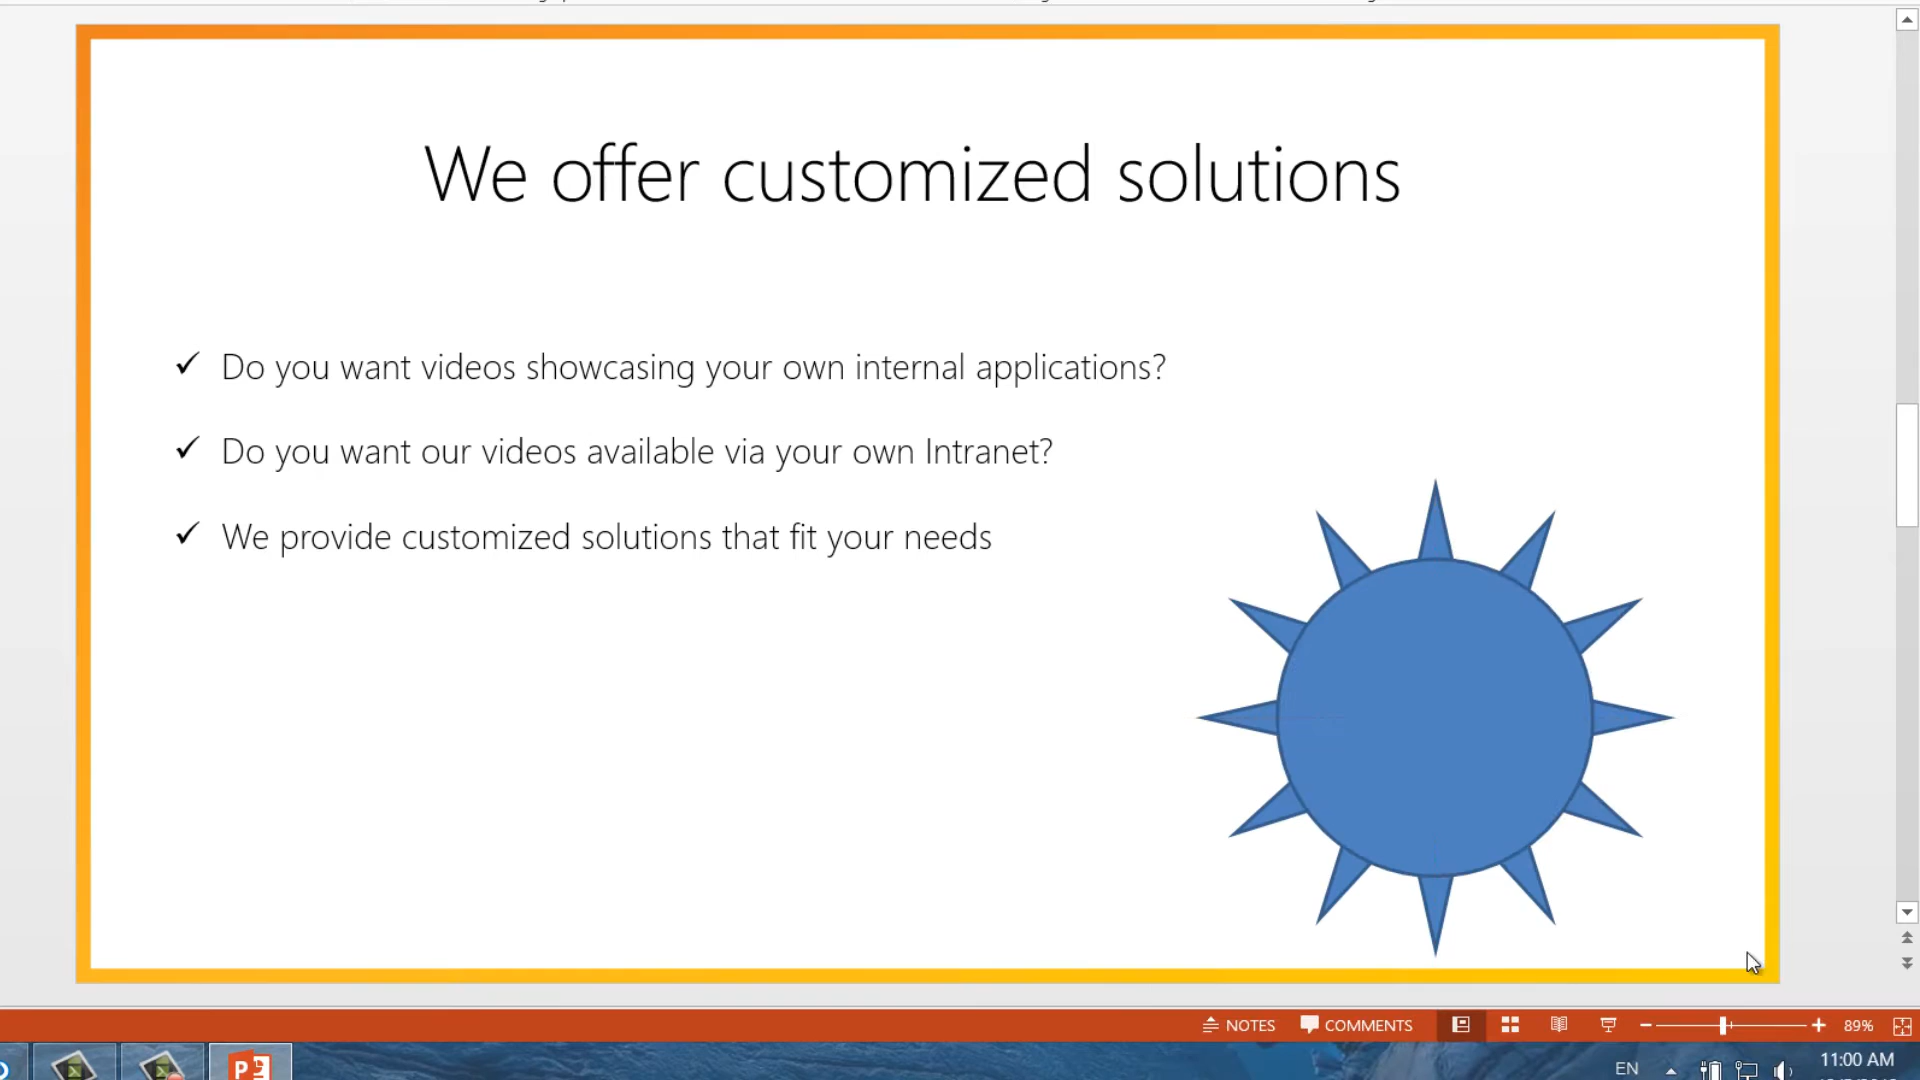 We offer customized solutions
✓ Do you want videos showcasing your own internal applications?
✓ Do you want our videos available via your own Intranet?
✓ We provide customized solutions that fit your needs
NOTES COMMENTS 89%
P3
EN 11:00 AM